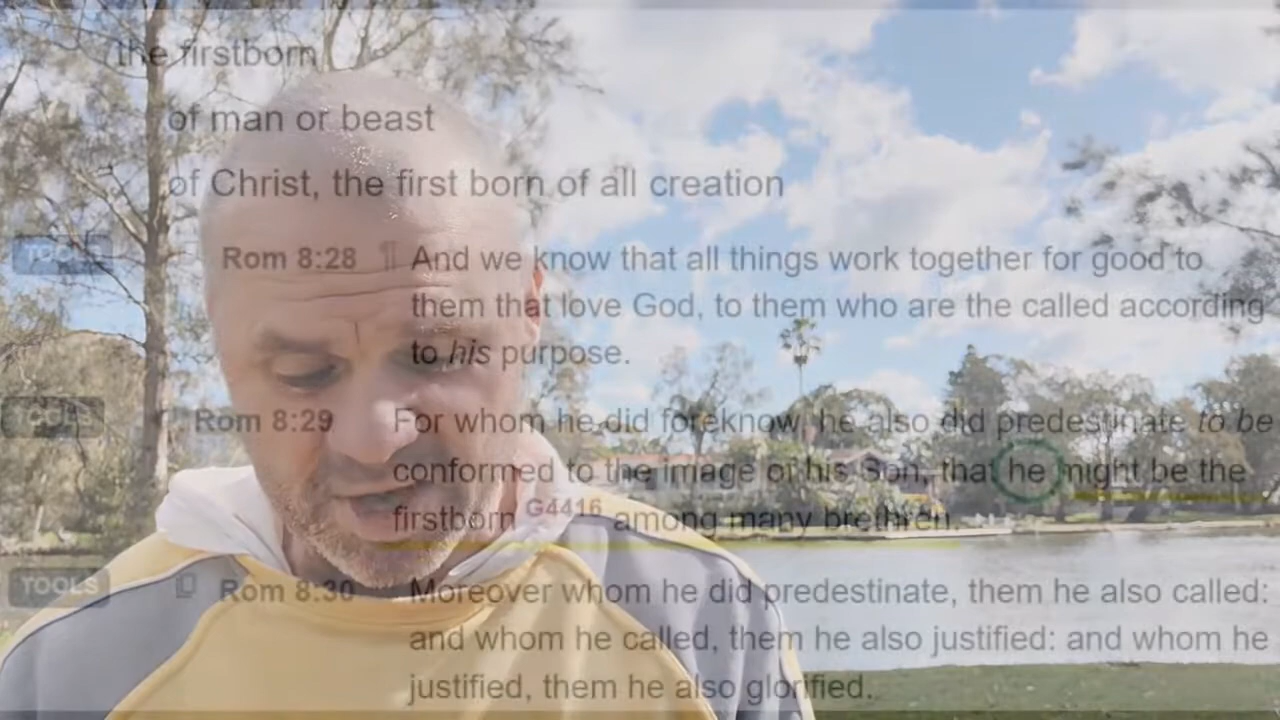 the firstborn
of man or beast
of Christ, the first born of all creation
TOOLS Rom 8:28 ¶ And we know that all things work together for good to
them that love God, to them who are the called according
to his purpose.
TOOLS Rom 8:29 For whom he did foreknow, he also did predestinate to be
conformed to the image of his Son, that he might be the
firstborn G4416 among many brethren.
TOOLS Rom 8:30 Moreover whom he did predestinate, them he also called:
and whom he called, them he also justified: and whom he
justified, them he also glorified.